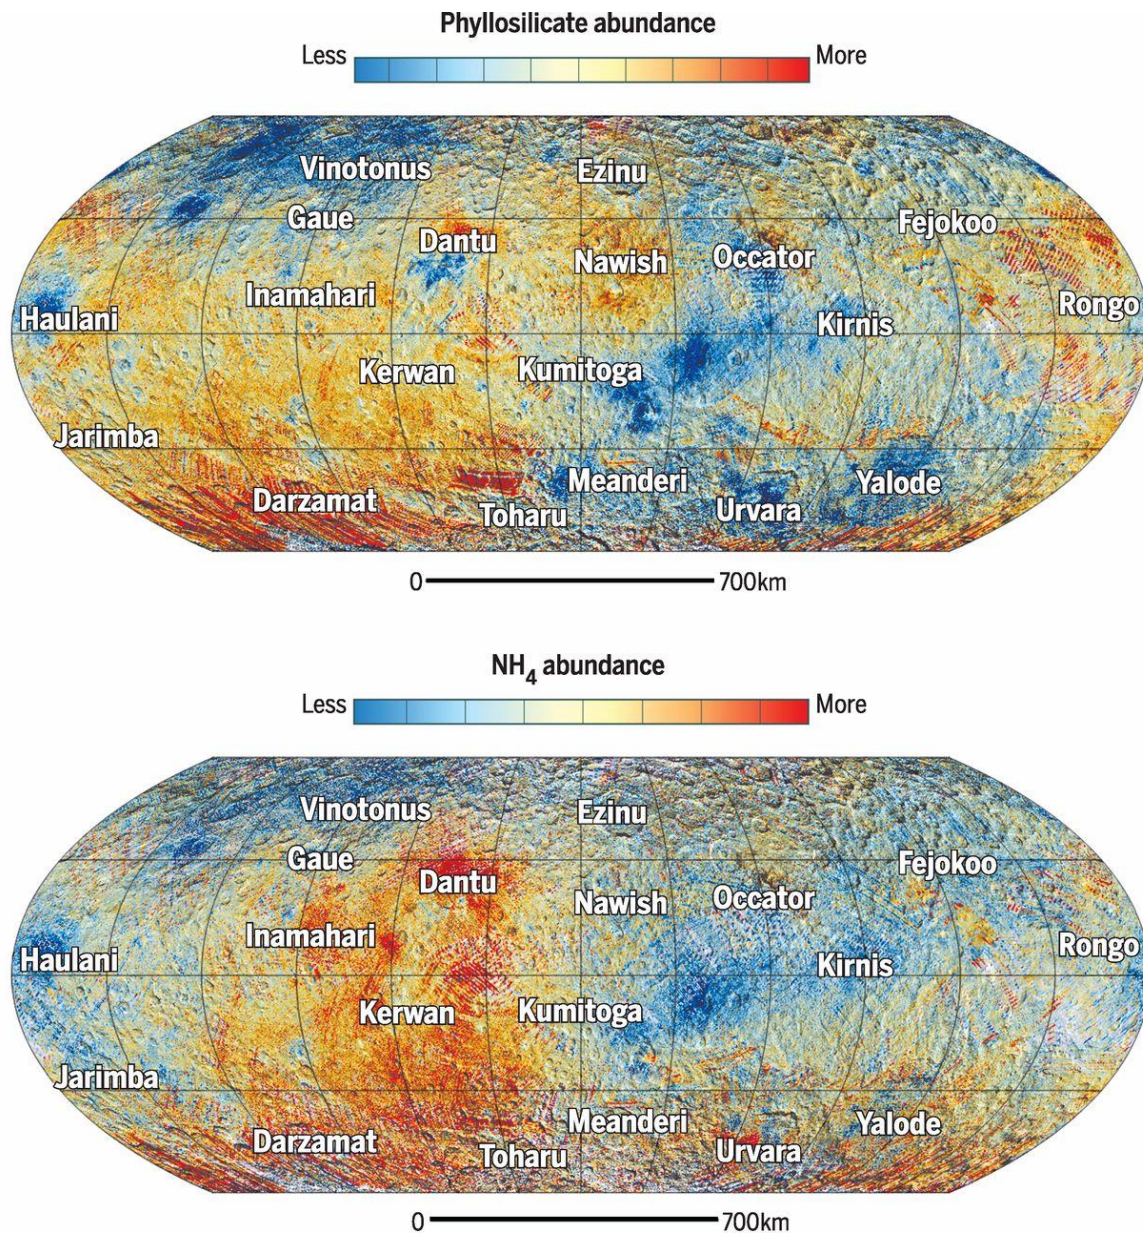 Phyllosilicate abundance
Less More
Vinotonus Ezinu
Gaue Fejokoo
Dantu Nawish Occator
Inamahari Rongo
Haulani Kirnis
Kerwan Kumitoga
Jarimba
Darzamat Toharu Meanderi Urvara Yalode
0 700km
NH₄ abundance
Less More
Vinotonus Ezinu
Gaue Fejokoo
Dantu Nawish Occator
Inamahari Rongo
Haulani Kirnis
Kerwan Kumitoga
Jarimba
Darzamat Toharu Meanderi Urvara Yalode
0 700km